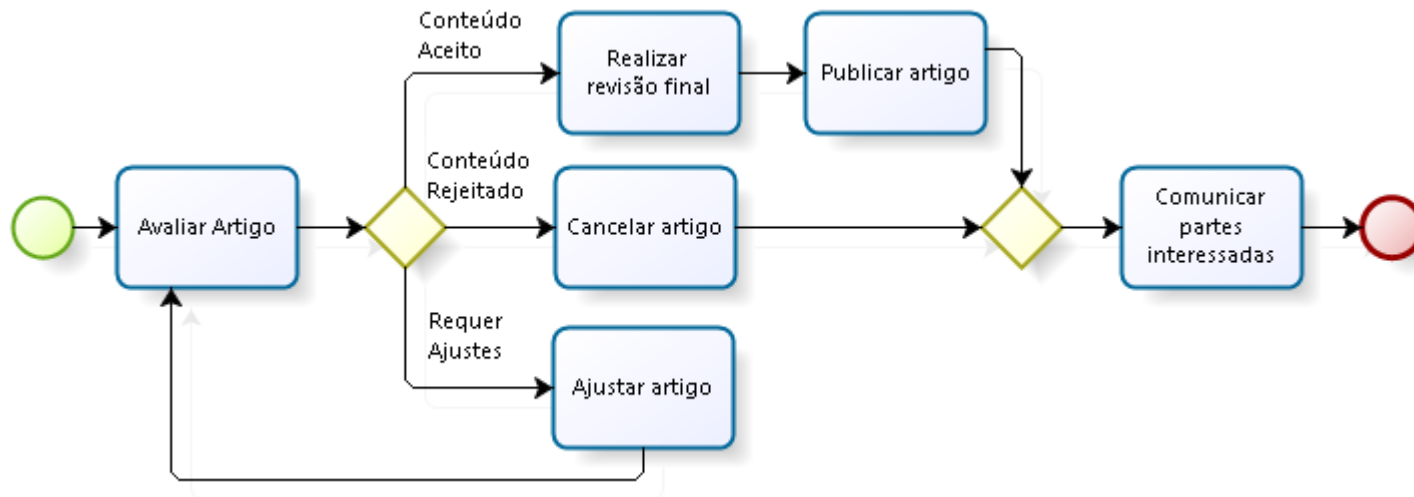 Conteúdo
Aceito
Realizar
revisão final
Publicar artigo
Avaliar Artigo
Conteúdo
Rejeitado
Cancelar artigo
Comunicar
partes
interessadas
Requer
Ajustes
Ajustar artigo